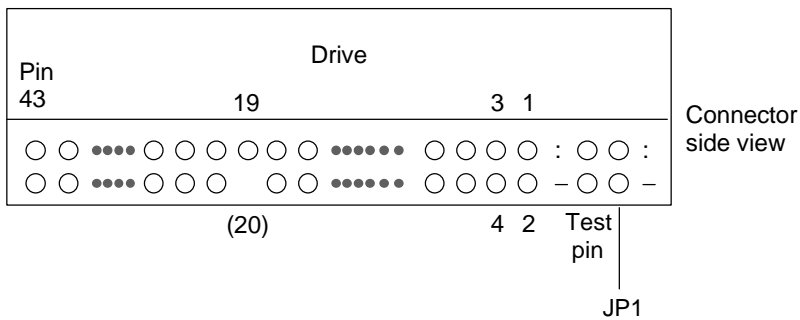 Drive
Pin
43 19 3 1
Connector
side view
: :
– –
(20) 4 2 Test
pin
JP1